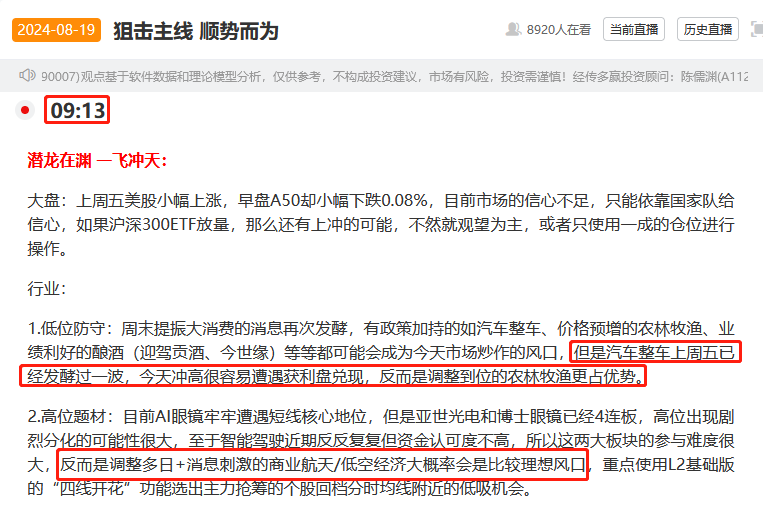 2024-08-19 狙击主线 顺势而为 8920人在看 当前直播 历史直播
90007)观点基于软件数据和理论模型分析，仅供参考，不构成投资建议，市场有风险，投资需谨慎！经传多赢投资顾问：陈儒渊(A112
09:13
潜龙在渊 一飞冲天：
大盘：上周五美股小幅上涨，早盘A50却小幅下跌0.08%，目前市场的信心不足，只能依靠国家队给
信心，如果沪深300ETF放量，那么还有上冲的可能，不然就观望为主，或者只使用一成的仓位进行
操作。
行业：
1.低位防守：周末提振大消费的消息再次发酵，有政策加持的如汽车整车、价格预增的农林牧渔、业
绩利好的酿酒（迎驾贡酒、今世缘）等等都可能会成为今天市场炒作的风口，但是汽车整车上周五已
经发酵过一波，今天冲高很容易遭遇获利盘兑现，反而是调整到位的农林牧渔更占优势。
2.高位题材：目前AI眼镜牢牢遭遇短线核心地位，但是亚世光电和博士眼镜已经4连板，高位出现剧
烈分化的可能性很大，至于智能驾驶近期反反复复但资金认可度不高，所以这两大板块的参与难度很
大，反而是调整多日+消息刺激的商业航天/低空经济大概率会是比较理想风口，重点使用L2基础版
的“四线开花”功能选出主力抢筹的个股回档分时均线附近的低吸机会。